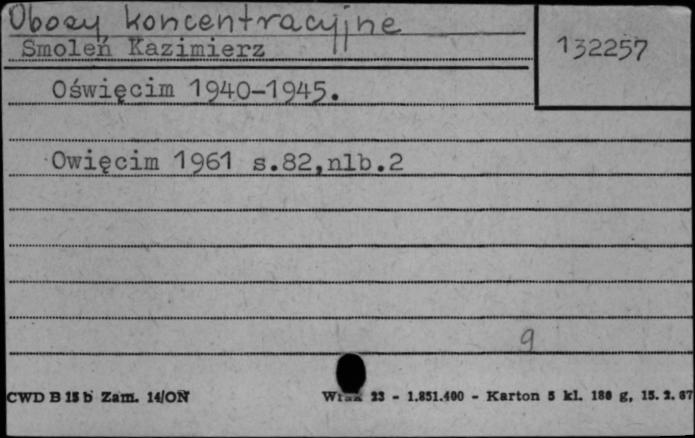 Obozy koncentracyjne
Smoleń Kazimierz
132257
Oświęcim 1940-1945.
Owięcim 1961 s.82,nlb.2
9
CWD B 15 b Zam. 14/ON
23 - 1.851.400 - Karton 5 kl. 180 g, 15. 2. 67